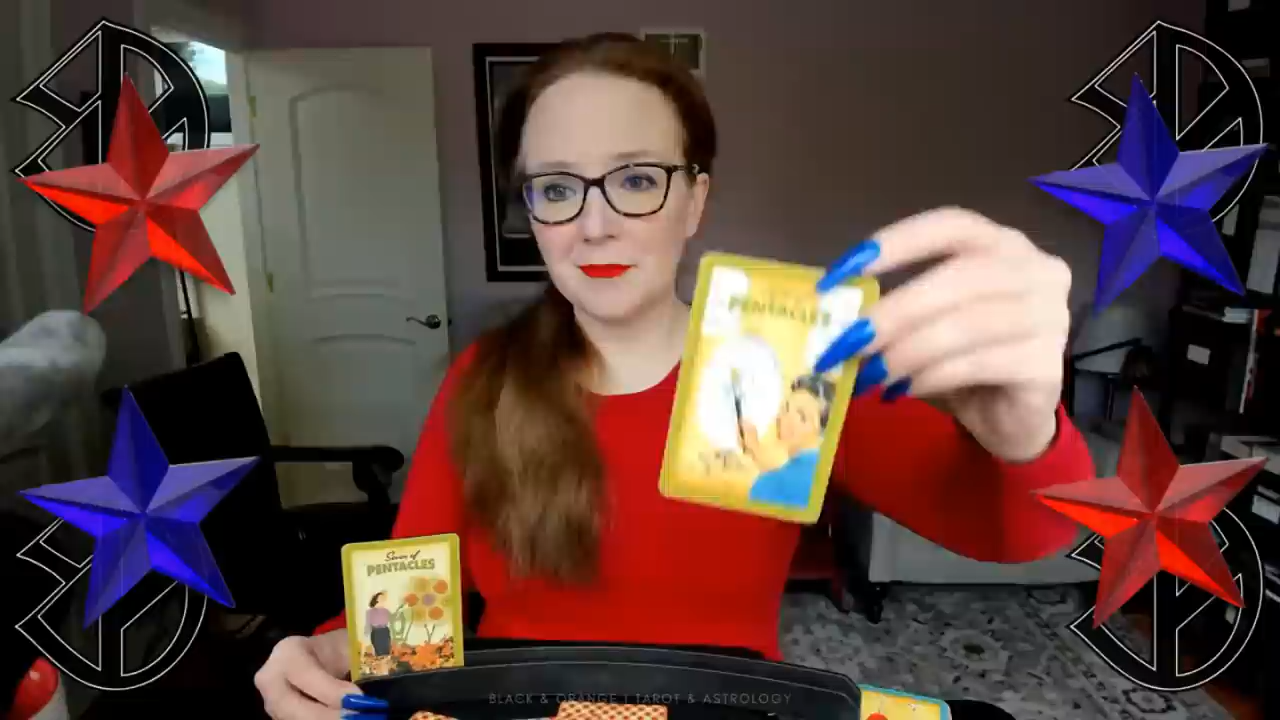 PENTACLES
Seven of
PENTACLES
BLACK & ORANGE | TAROT & ASTROLOGY